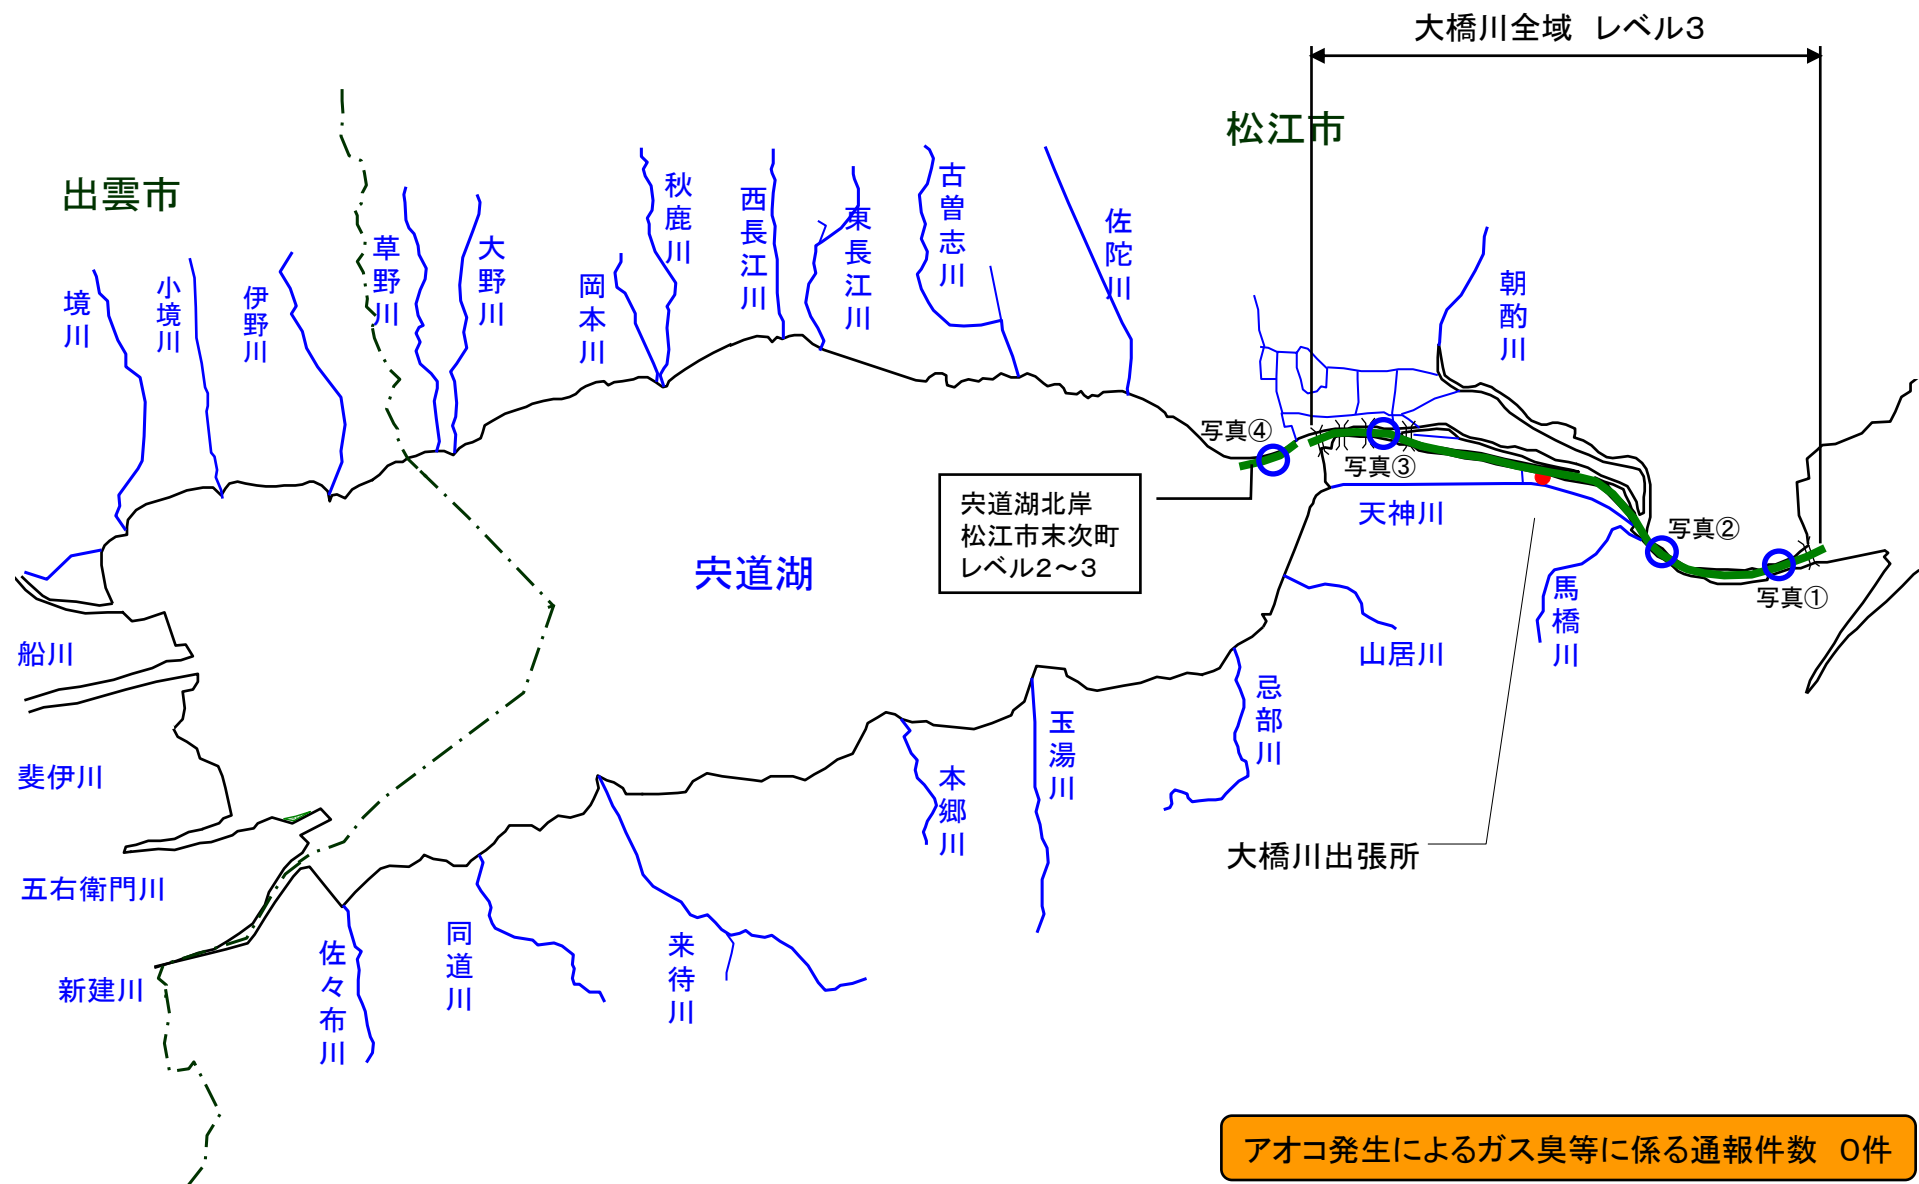 大橋川全域 レベル3
松江市
出雲市
境川
小境川
伊野川
草野川
大野川
岡本川
秋鹿川
西長江川
東長江川
古曽志川
佐陀川
朝酌川
写真④
写真③
写真②
写真①
宍道湖北岸
松江市末次町
レベル2～3
天神川
宍道湖
馬橋川
山居川
忌部川
玉湯川
本郷川
大橋川出張所
船川
斐伊川
五右衛門川
新建川
佐々布川
同道川
来待川
アオコ発生によるガス臭等に係る通報件数 0件